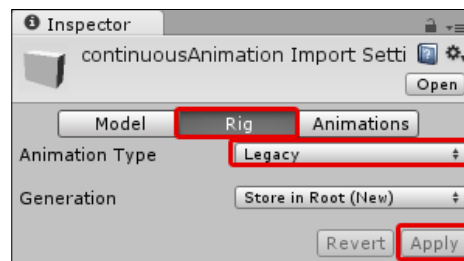 Inspector
continuousAnimation Import Setti
Open
Model Rig Animations
Animation Type Legacy
Generation Store in Root (New)
Revert Apply